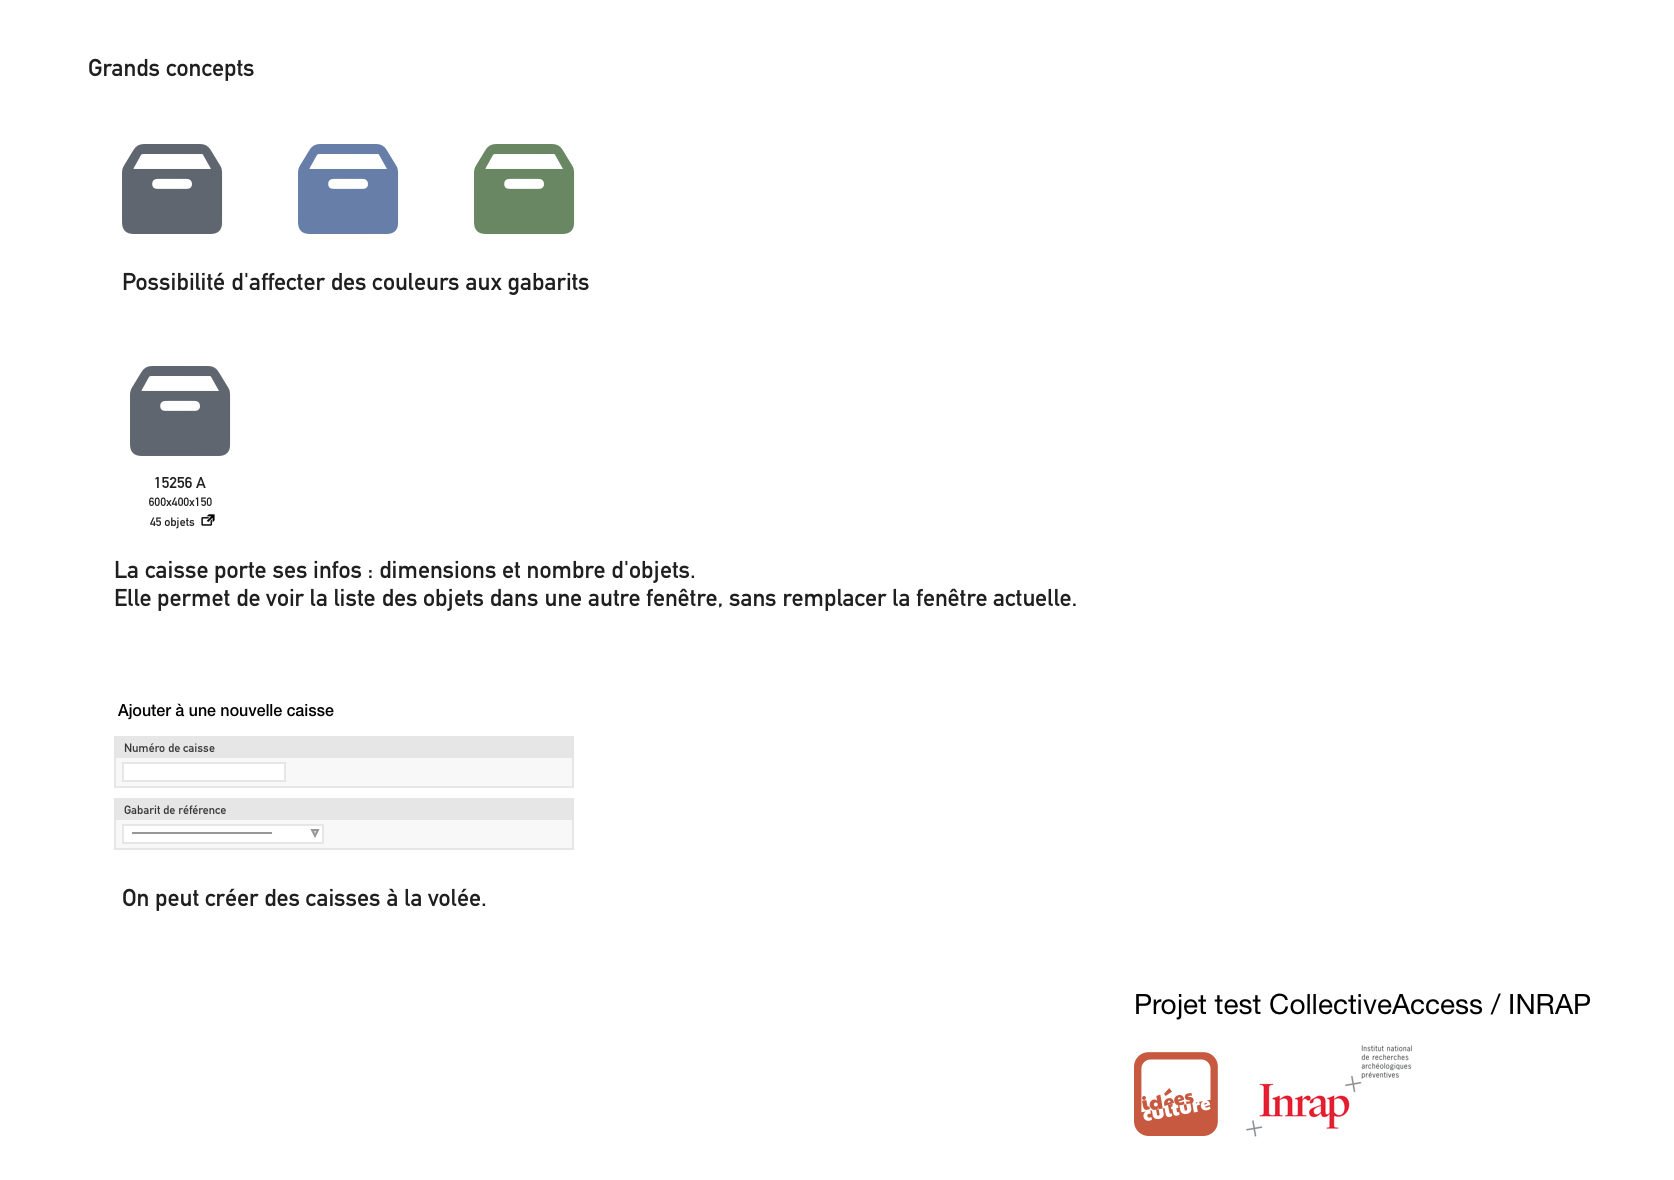 Grands concepts
Possibilité d'affecter des couleurs aux gabarits
15256 A
600x400x150
45 objets
La caisse porte ses infos : dimensions et nombre d'objets.
Elle permet de voir la liste des objets dans une autre fenêtre, sans remplacer la fenêtre actuelle.
Ajouter à une nouvelle caisse
Numéro de caisse
Gabarit de référence
On peut créer des caisses à la volée.
Projet test CollectiveAccess / INRAP
idées
culture
Institut national
de recherches
archéologiques
préventives
Inrap